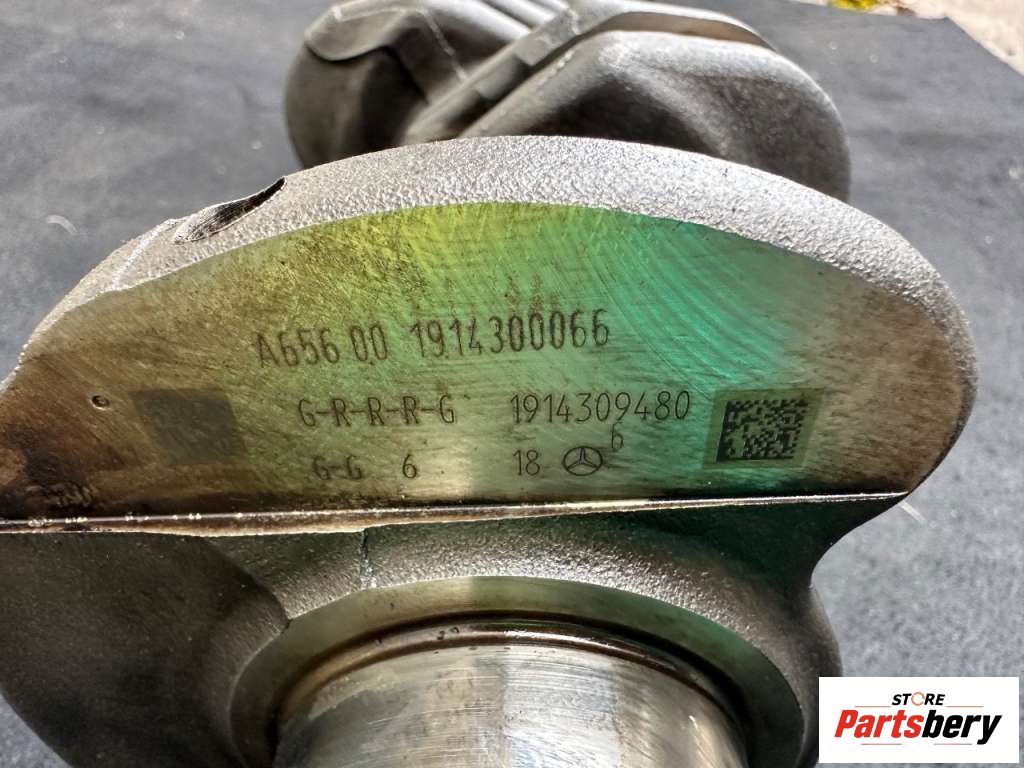 A656 00 1914300066
G-R-R-R-G 1914309480
G-G 6 18 6
STORE
Partsbery